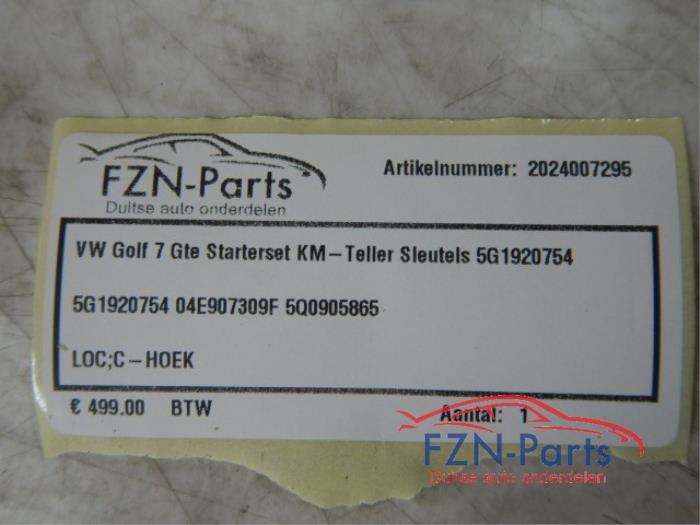 FZN-Parts
Duitse auto onderdelen
Artikelnummer: 2024007295
VW Golf 7 Gte Starterset KM-Teller Sleutels 5G1920754
5G1920754 04E907309F 5Q0905865
LOC;C-HOEK
€ 499.00 BTW
Aantal: 1
FZN-Parts
Duitse auto onderdelen